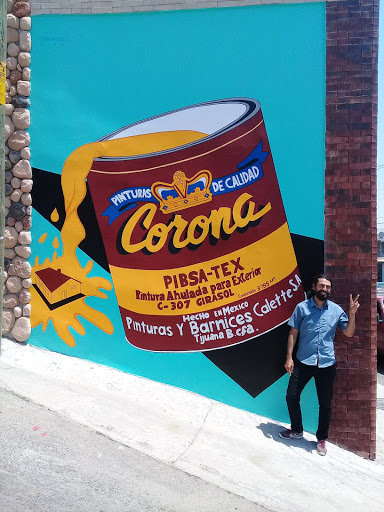 PINTURAS DE CALIDAD
Corona
PIBSA-TEX
Pintura Ahulada para Exterior
C-307 GIRASOL
HECHO EN MEXICO
Pinturas Y Barnices Calette S.A.
Tijuana B. Cfa.